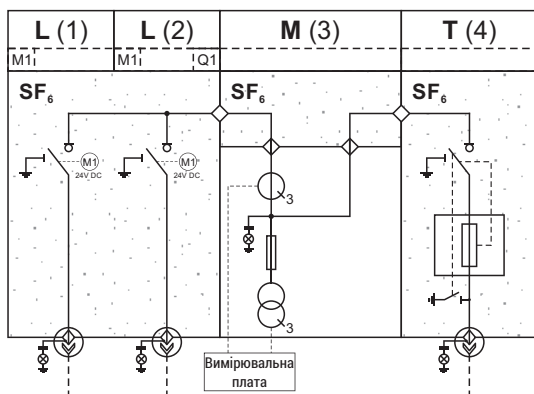 L (1) L (2) M (3) T (4)
M1 M1 Q1
SF₆ SF₆ SF₆
M1 M1
24V DC 24V DC
3
3
Вимірювальна
плата